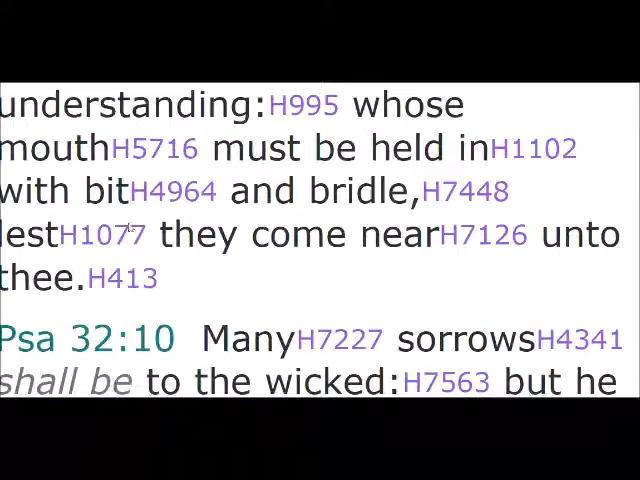 understanding:H995 whose
mouthH5716 must be held inH1102
with bitH4964 and bridle,H7448
lestH1077 they come nearH7126 unto
thee.H413
Psa 32:10 ManyH7227 sorrowsH4341
shall be to the wicked:H7563 but he